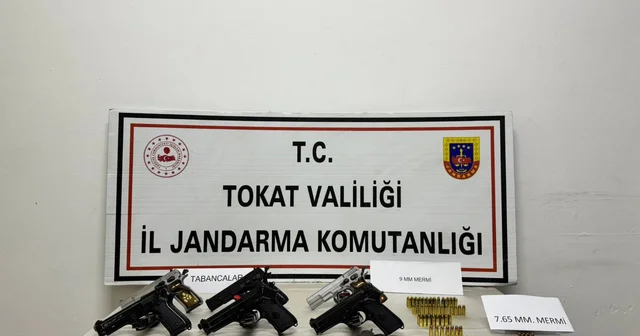 T.C.
TOKAT VALİLİĞİ
İL JANDARMA KOMUTANLIĞI
TABANCALAR
9 MM MERMİ
7.65 MM. MERMİ